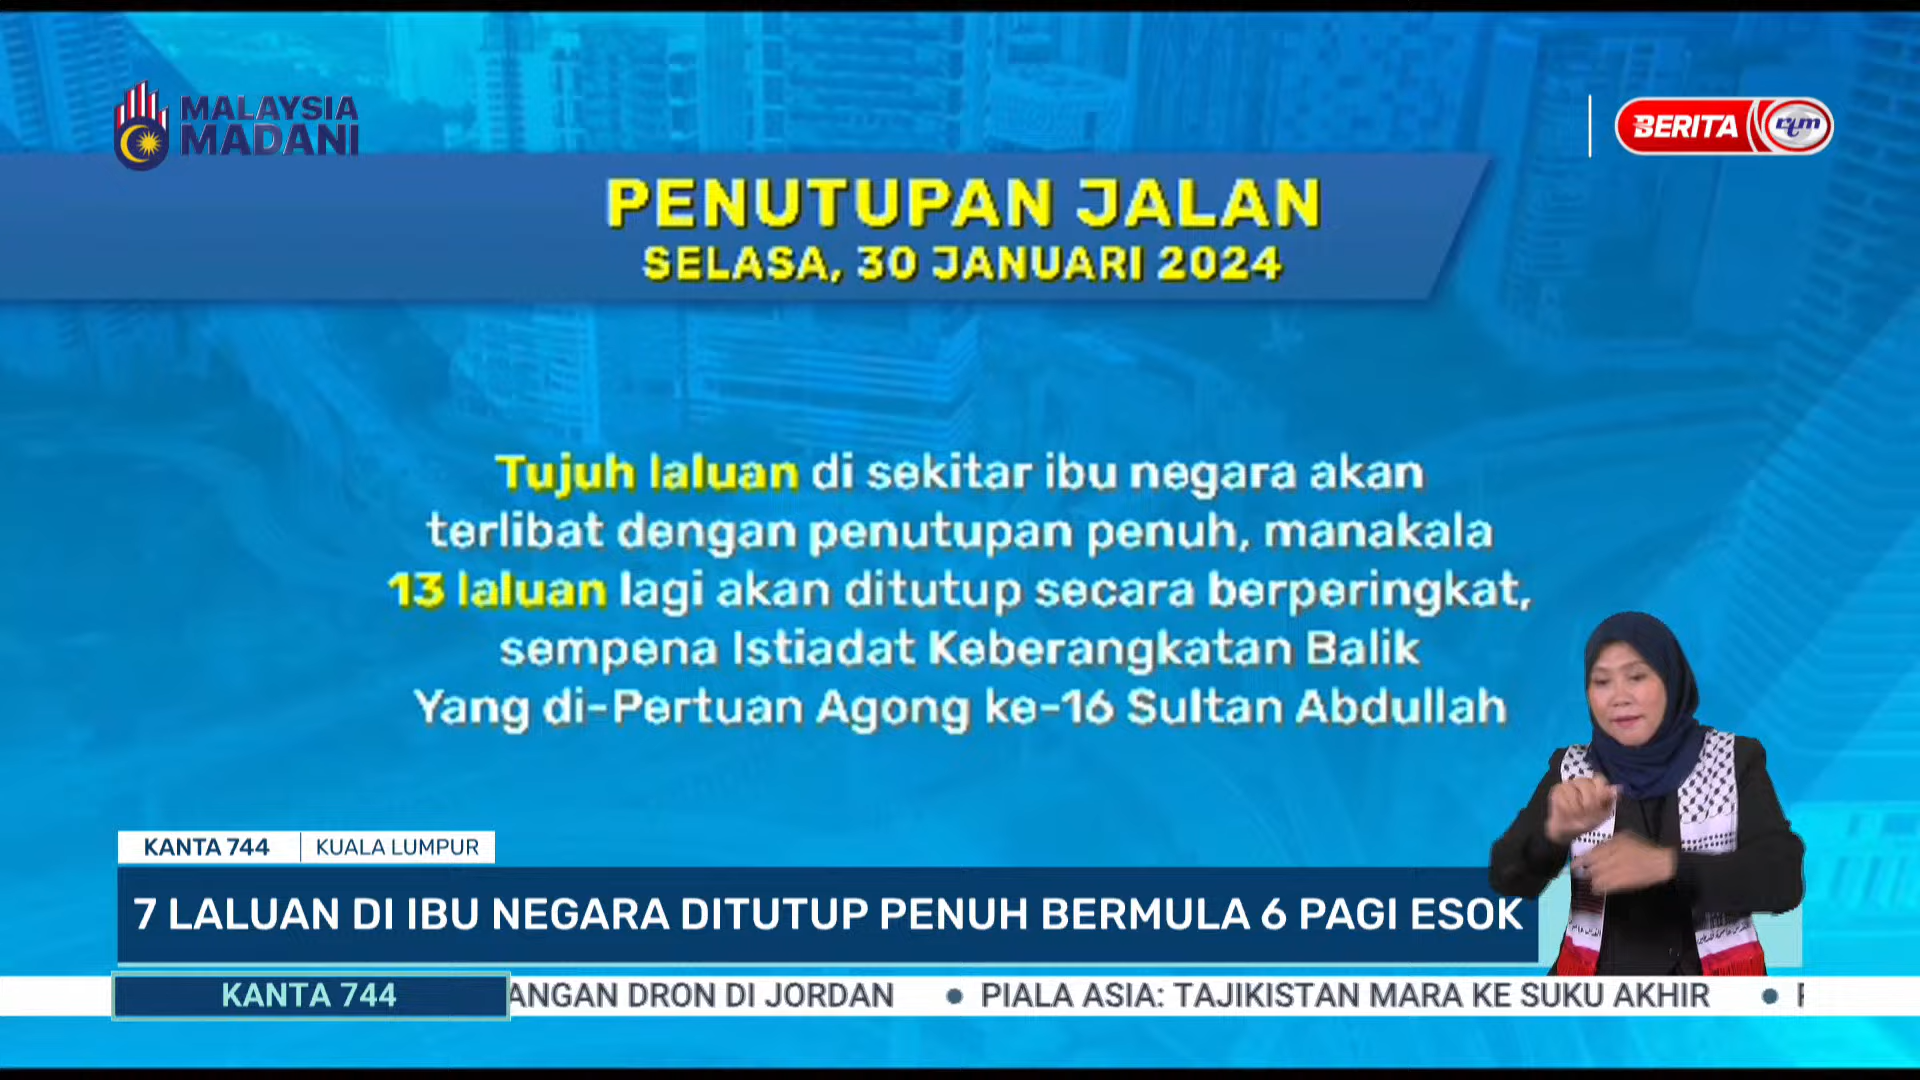 MALAYSIA
MADANI
BERITA rtm
PENUTUPAN JALAN
SELASA, 30 JANUARI 2024
Tujuh laluan di sekitar ibu negara akan
terlibat dengan penutupan penuh, manakala
13 laluan lagi akan ditutup secara berperingkat,
sempena Istiadat Keberangkatan Balik
Yang di-Pertuan Agong ke-16 Sultan Abdullah
KANTA 744 KUALA LUMPUR
7 LALUAN DI IBU NEGARA DITUTUP PENUH BERMULA 6 PAGI ESOK
KANTA 744
ANGAN DRON DI JORDAN • PIALA ASIA: TAJIKISTAN MARA KE SUKU AKHIR •